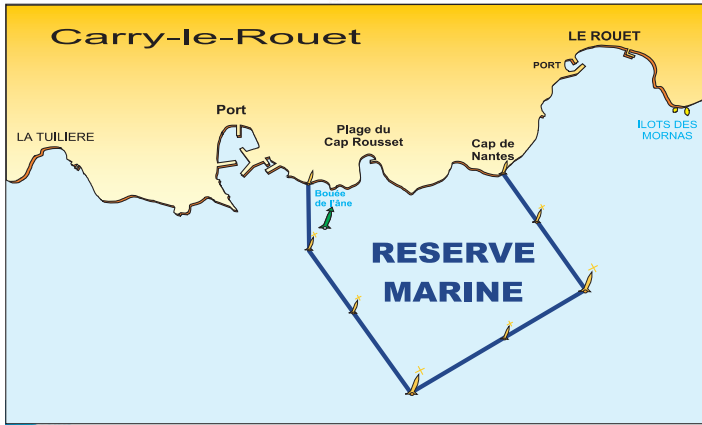 Carry-le-Rouet
LE ROUET
PORT
Port
ILOTS DES
MORNAS
LA TUILIERE
Plage du
Cap Rousset
Cap de
Nantes
Bouée
de l'âne
RESERVE
MARINE